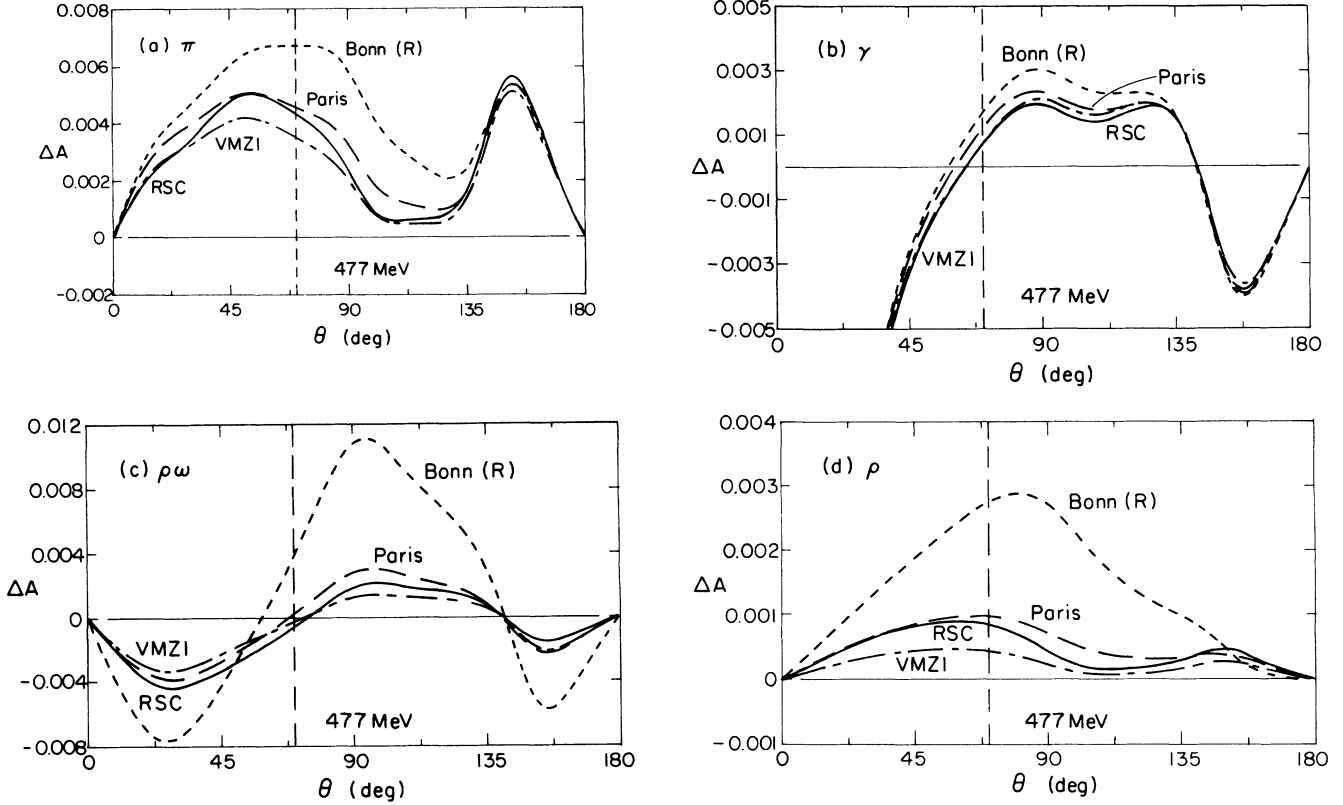 0.008
(a) π
Bonn (R)
0.006
Paris
0.004
ΔA
VMZI
0.002
RSC
0
477 MeV
-0.002
0 45 90 135 180
θ (deg)
0.005
(b) γ
Bonn (R)
0.003
Paris
0.001
RSC
ΔA
-0.001
VMZI
-0.003
477 MeV
-0.005
0 45 90 135 180
θ (deg)
0.012
(c) ρω
Bonn (R)
0.008
0.004
Paris
ΔA
0
VMZI
-0.004
RSC
477 MeV
-0.008
0 45 90 135 180
θ (deg)
0.004
(d) ρ
0.003
Bonn (R)
0.002
ΔA
0.001
Paris
RSC
VMZI
0
477 MeV
-0.001
0 45 90 135 180
θ (deg)